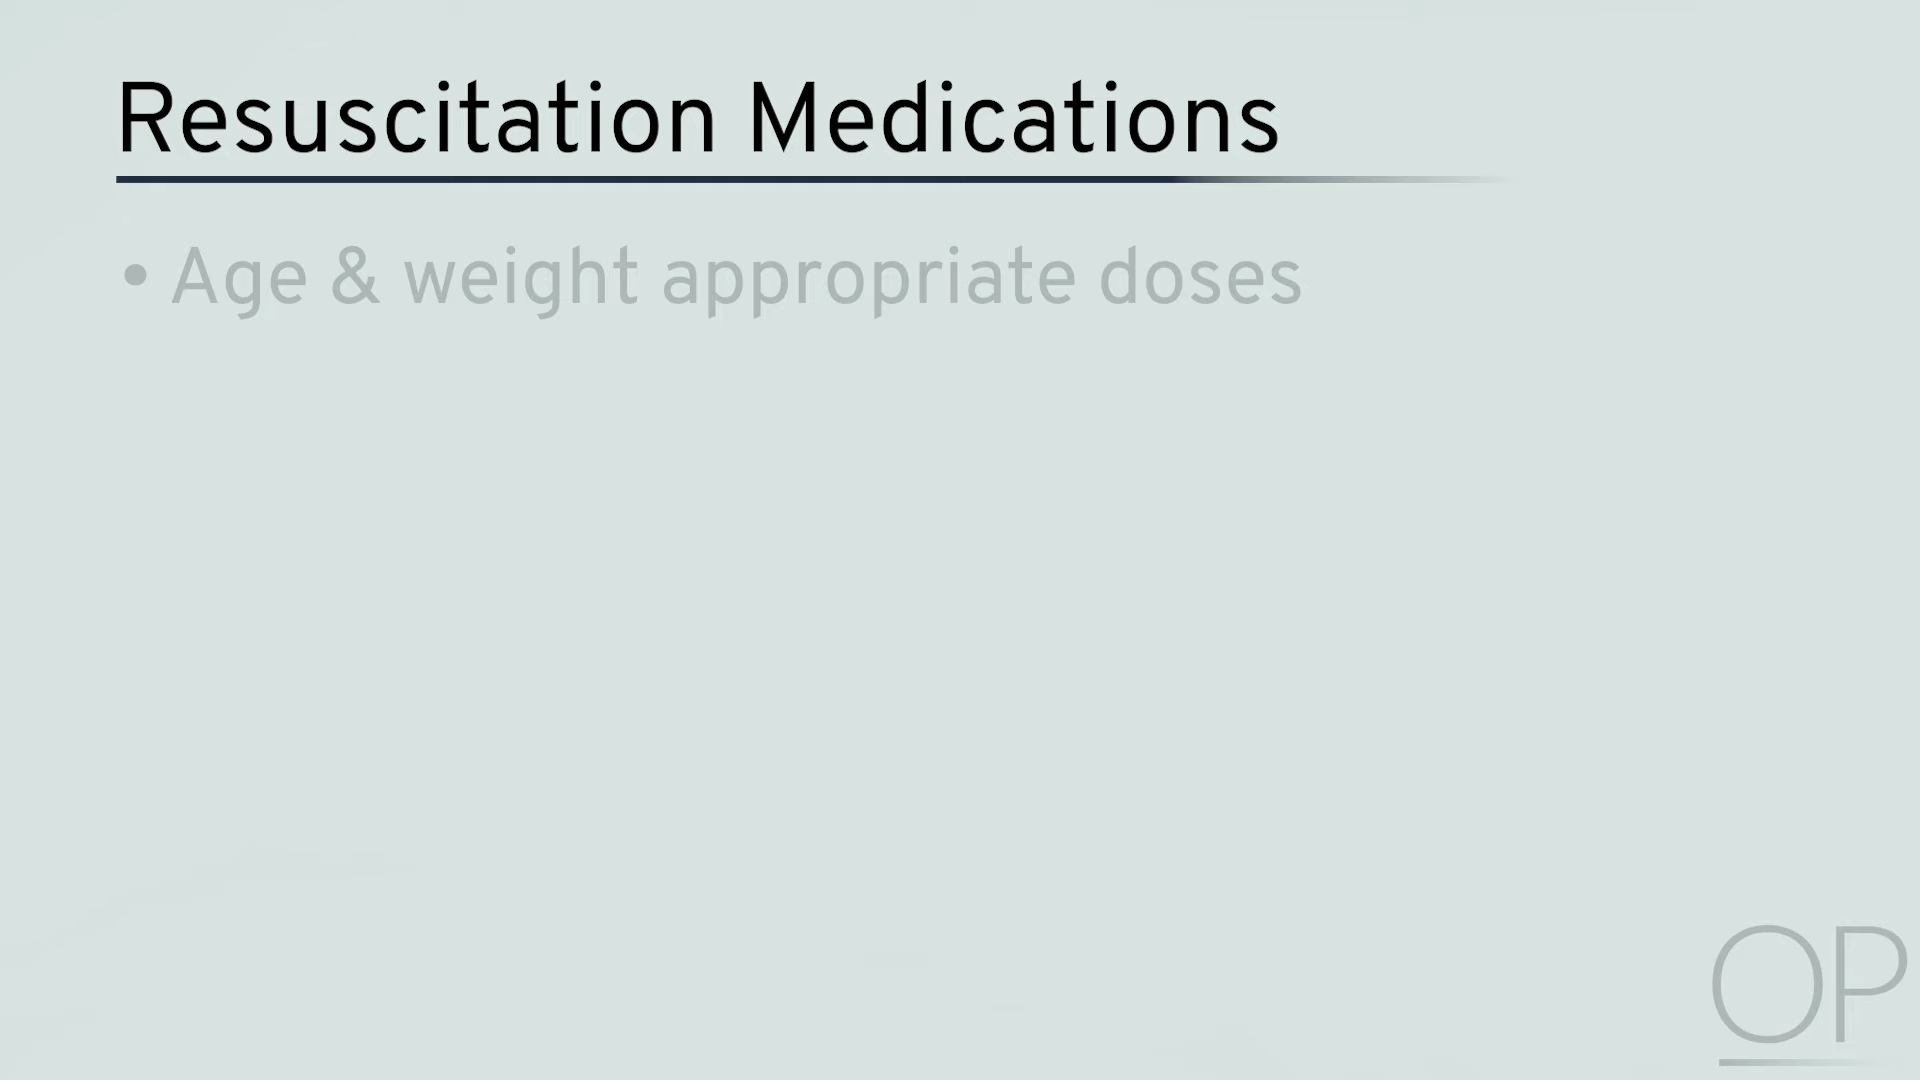 Resuscitation Medications
• Age & weight appropriate doses
OP